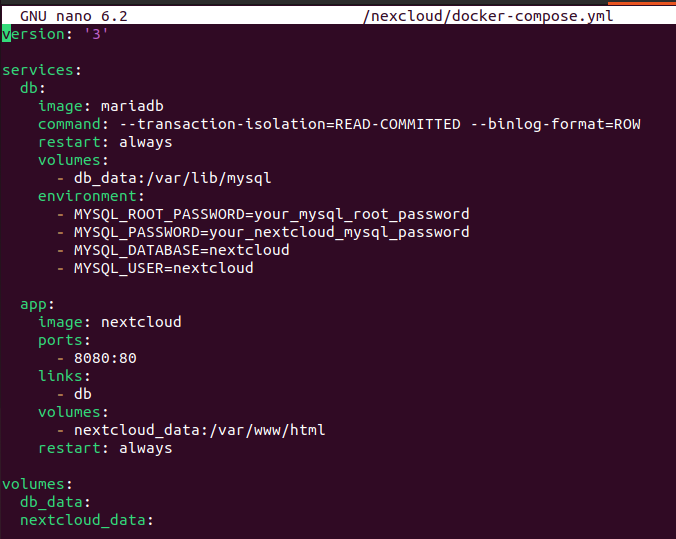 GNU nano 6.2 /nexcloud/docker-compose.yml
version: '3'
services:
db:
image: mariadb
command: --transaction-isolation=READ-COMMITTED --binlog-format=ROW
restart: always
volumes:
- db_data:/var/lib/mysql
environment:
- MYSQL_ROOT_PASSWORD=your_mysql_root_password
- MYSQL_PASSWORD=your_nextcloud_mysql_password
- MYSQL_DATABASE=nextcloud
- MYSQL_USER=nextcloud
app:
image: nextcloud
ports:
- 8080:80
links:
- db
volumes:
- nextcloud_data:/var/www/html
restart: always
volumes:
db_data:
nextcloud_data: